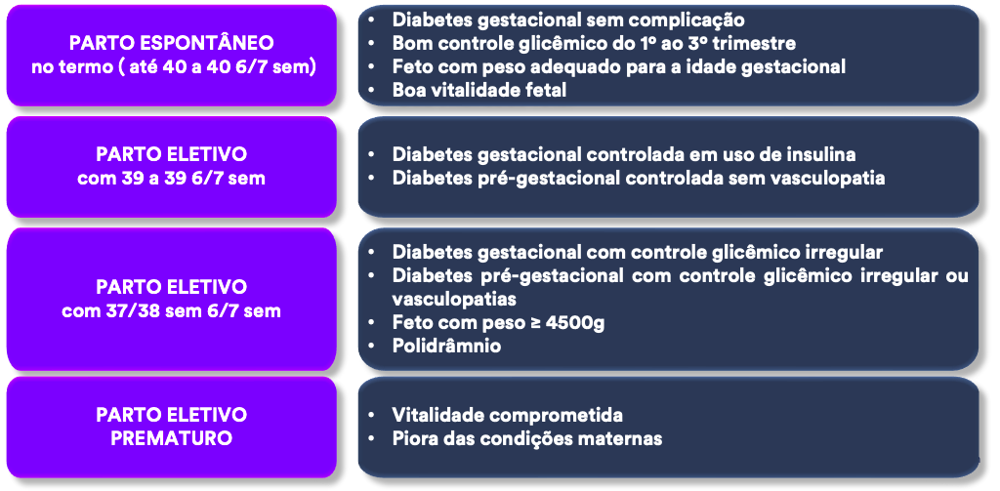 PARTO ESPONTÂNEO
no termo ( até 40 a 40 6/7 sem)
• Diabetes gestacional sem complicação
• Bom controle glicêmico do 1º ao 3º trimestre
• Feto com peso adequado para a idade gestacional
• Boa vitalidade fetal
PARTO ELETIVO
com 39 a 39 6/7 sem
• Diabetes gestacional controlada em uso de insulina
• Diabetes pré-gestacional controlada sem vasculopatia
PARTO ELETIVO
com 37/38 sem 6/7 sem
• Diabetes gestacional com controle glicêmico irregular
• Diabetes pré-gestacional com controle glicêmico irregular ou
vasculopatias
• Feto com peso ≥ 4500g
• Polidrâmnio
PARTO ELETIVO
PREMATURO
• Vitalidade comprometida
• Piora das condições maternas